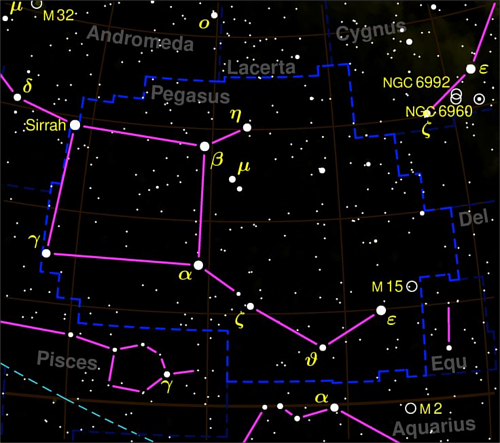 μ
M 32
ο
Andromeda
Cygnus
ε
Lacerta
NGC 6992
δ
Pegasus
NGC 6960
η
ζ
Sirrah
β
μ
Del
γ
α
M 15
ζ
ε
ϑ
Pisces
Equ
γ
α
M 2
Aquarius